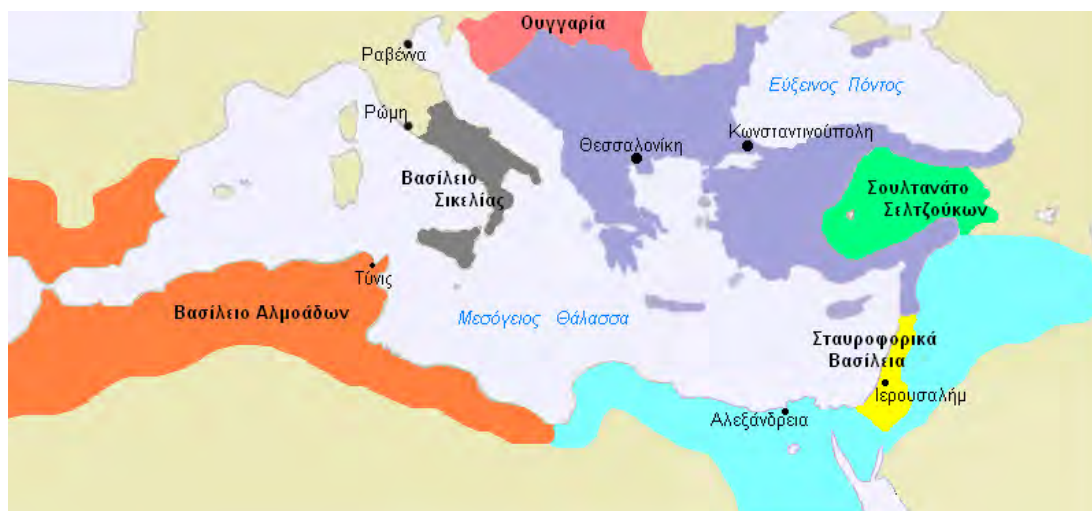 Ουγγαρία
Ραβέννα
Εύξεινος Πόντος
Ρώμη
Κωνσταντινούπολη
Θεσσαλονίκη
Βασίλειο
Σικελίας
Σουλτανάτο
Σελτζούκων
Τύνις
Βασίλειο Αλμοάδων
Μεσόγειος Θάλασσα
Σταυροφορικά
Βασίλεια
Ιερουσαλήμ
Αλεξάνδρεια